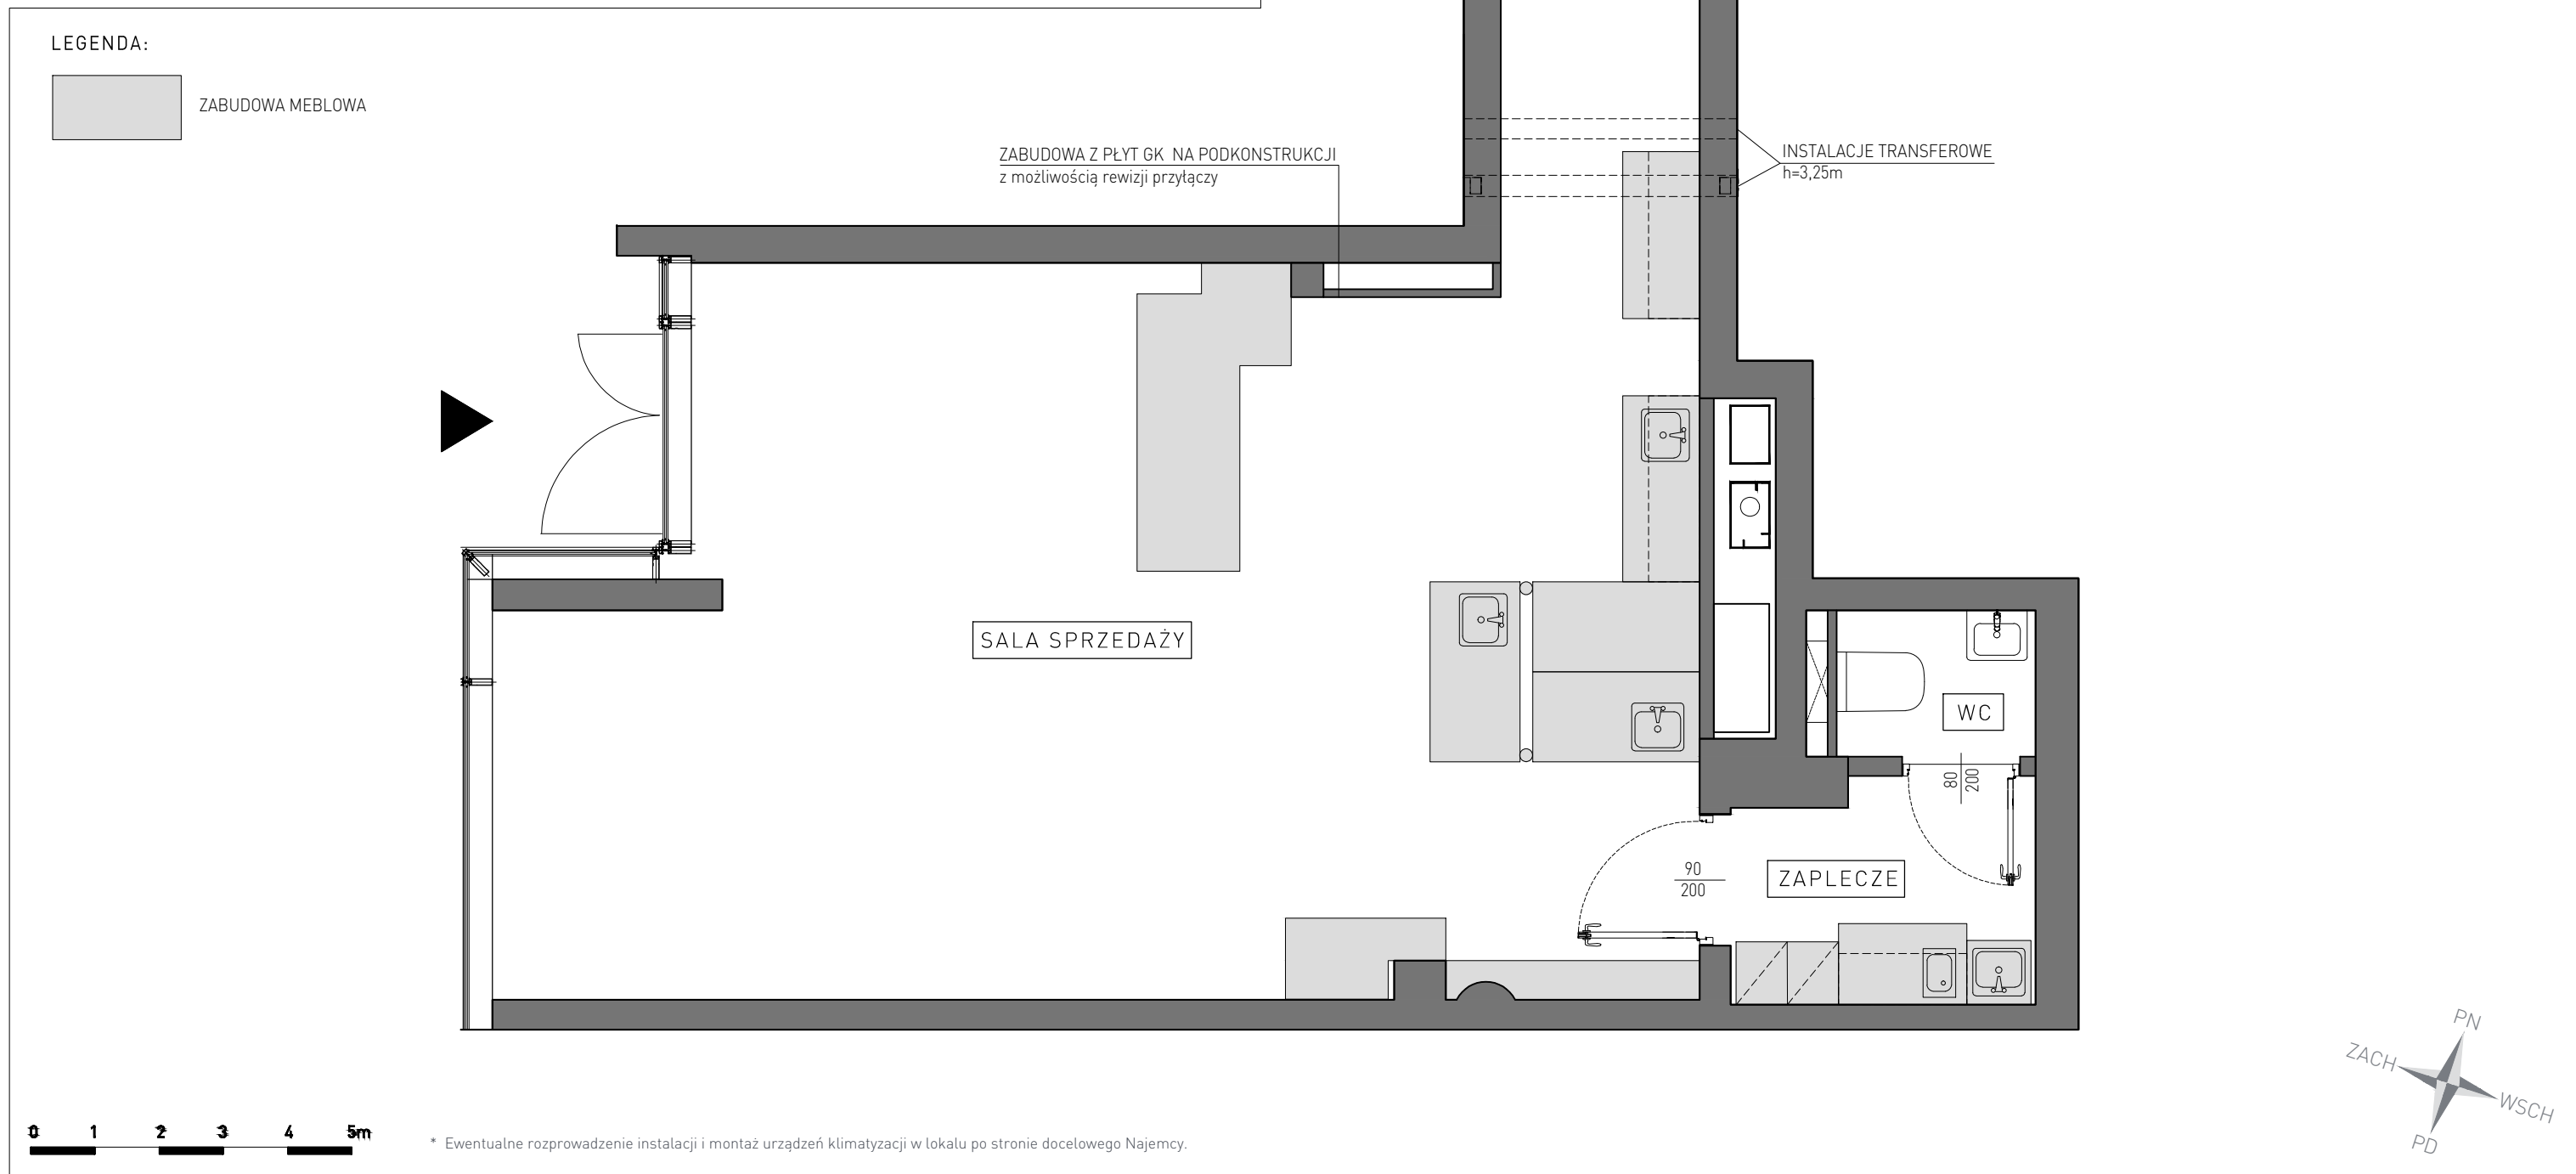 LEGENDA:
ZABUDOWA MEBLOWA
ZABUDOWA Z PŁYT GK NA PODKONSTRUKCJI
z możliwością rewizji przyłączy
INSTALACJE TRANSFEROWE
h=3,25m
SALA SPRZEDAŻY
WC
80
200
90
200
ZAPLECZE
PN
ZACH
WSCH
PD
0 1 2 3 4 5m
* Ewentualne rozprowadzenie instalacji i montaż urządzeń klimatyzacji w lokalu po stronie docelowego Najemcy.